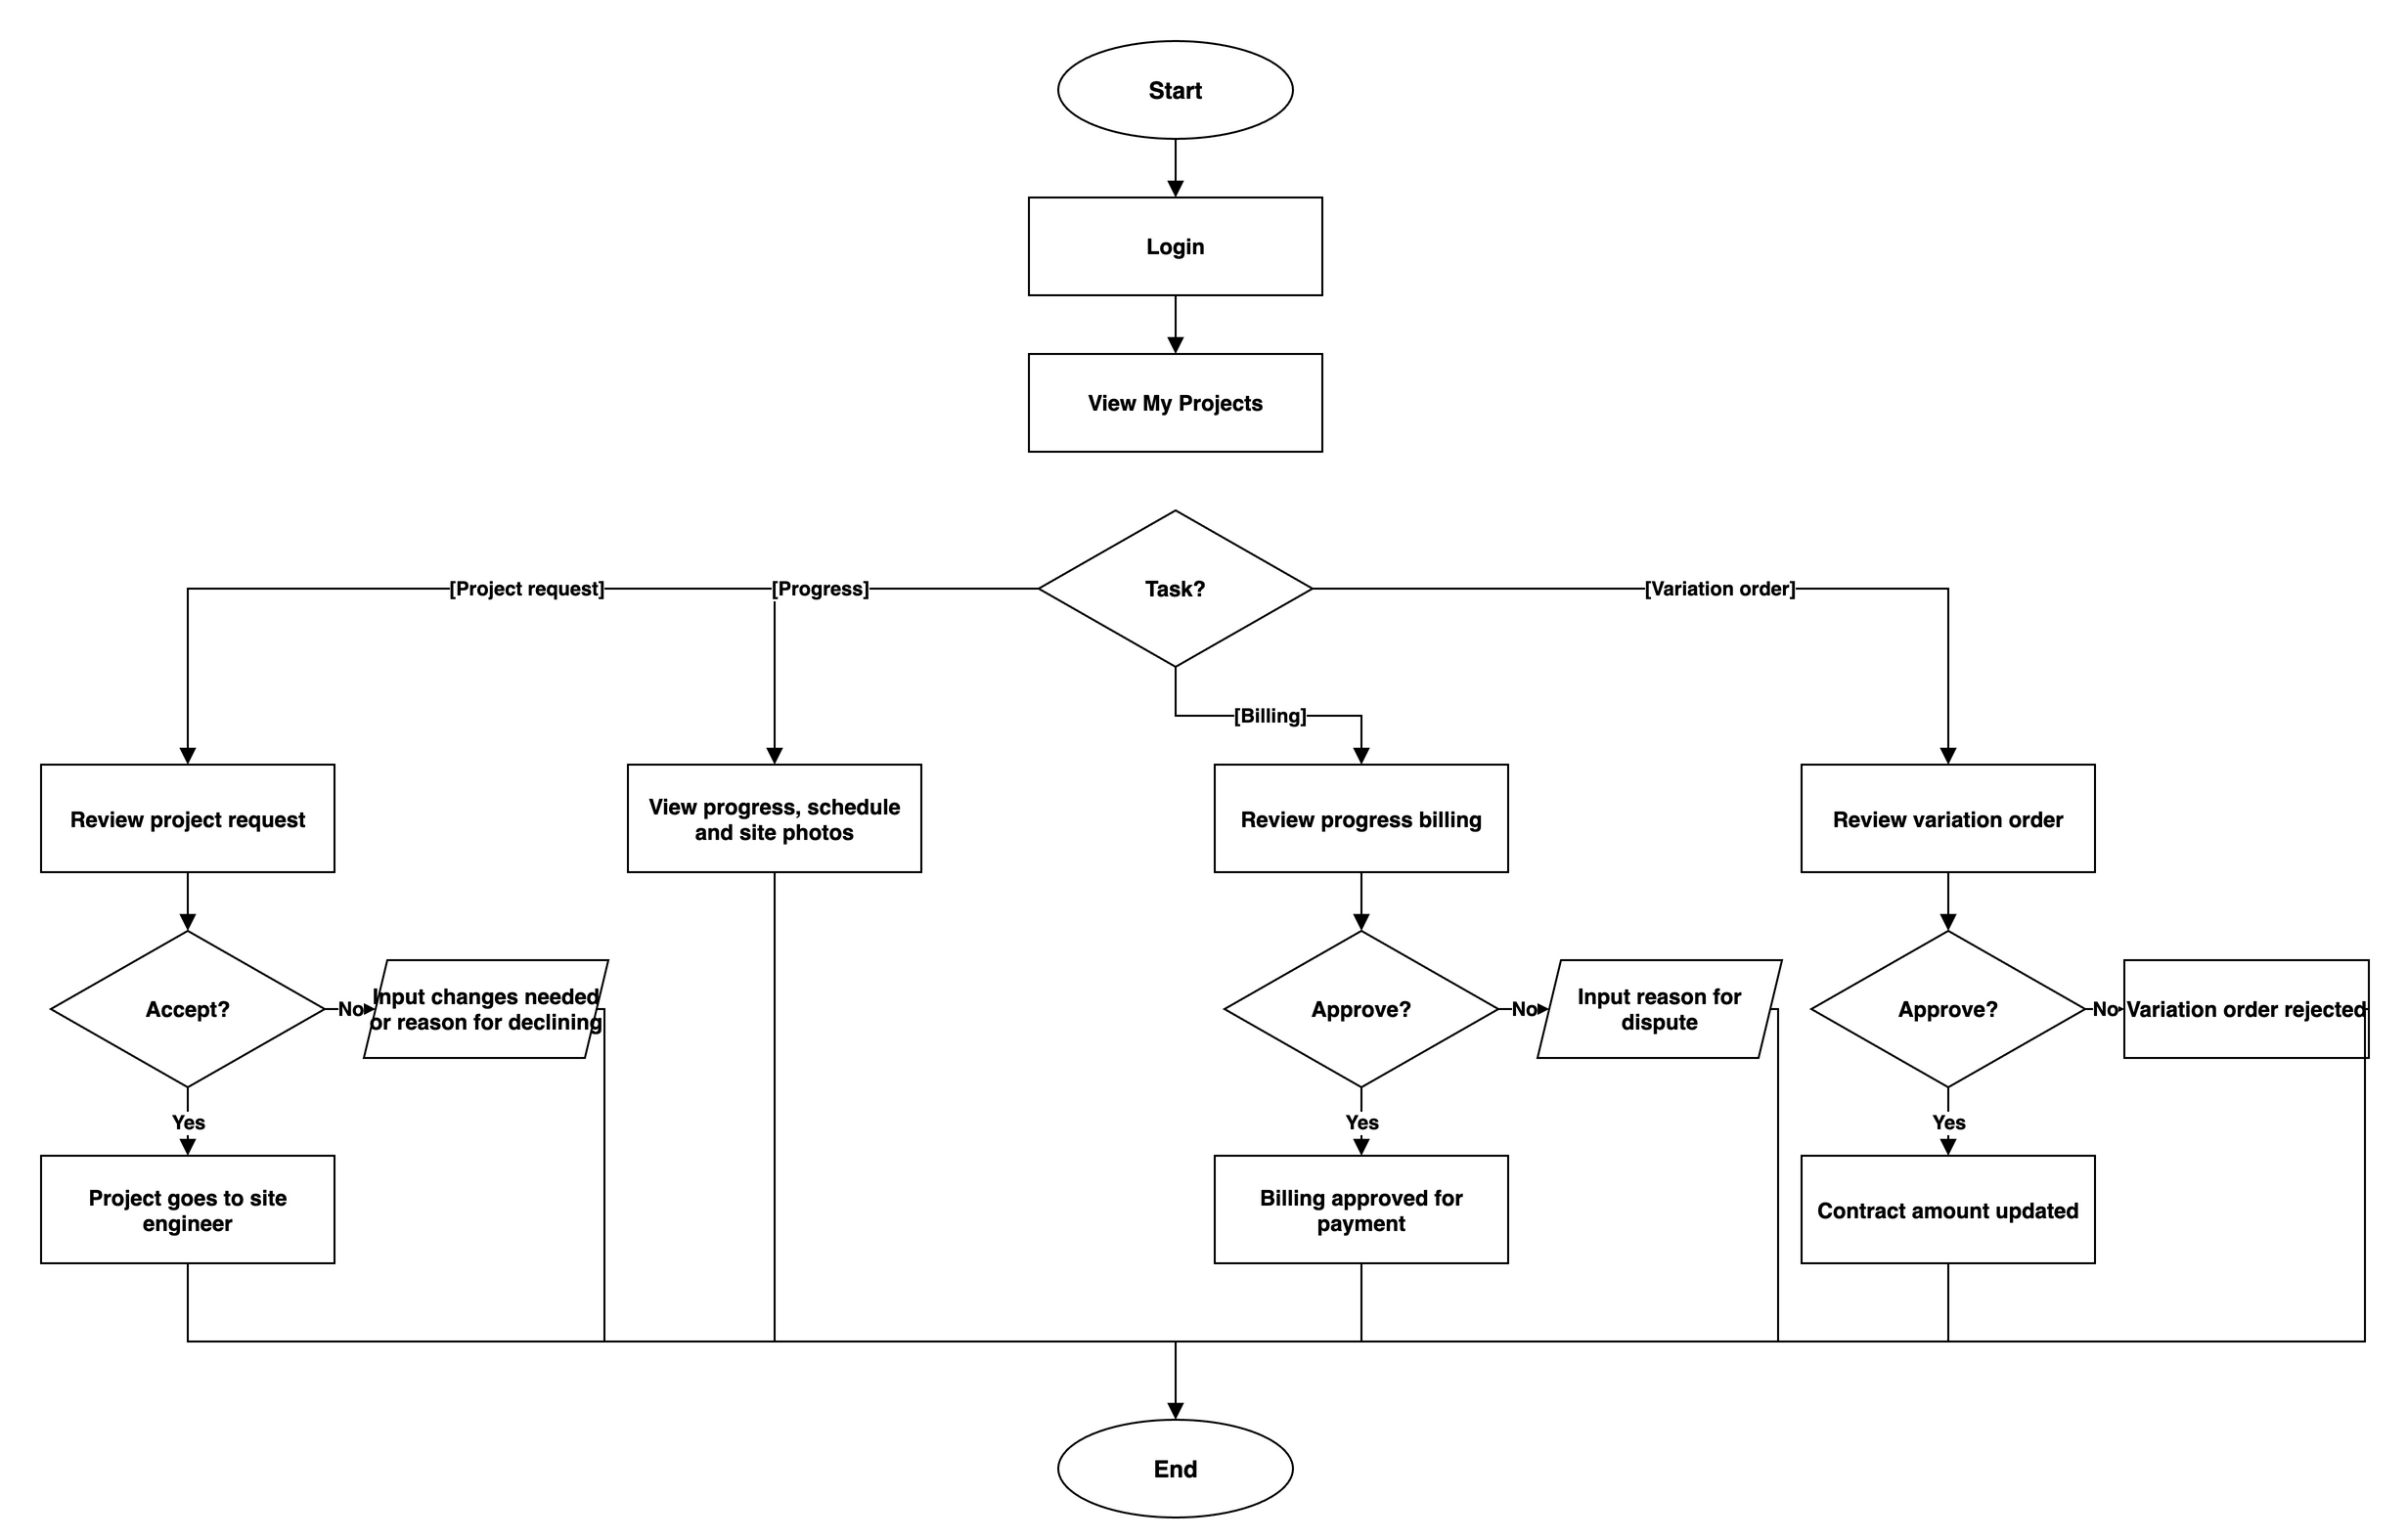 Start
Login
View My Projects
Task?
[Project request]
[Progress]
[Variation order]
[Billing]
Review project request
View progress, schedule
and site photos
Review progress billing
Review variation order
Accept?
No
Input changes needed
or reason for declining
Approve?
No
Input reason for
dispute
Approve?
No
Variation order rejected
Yes
Yes
Yes
Project goes to site
engineer
Billing approved for
payment
Contract amount updated
End